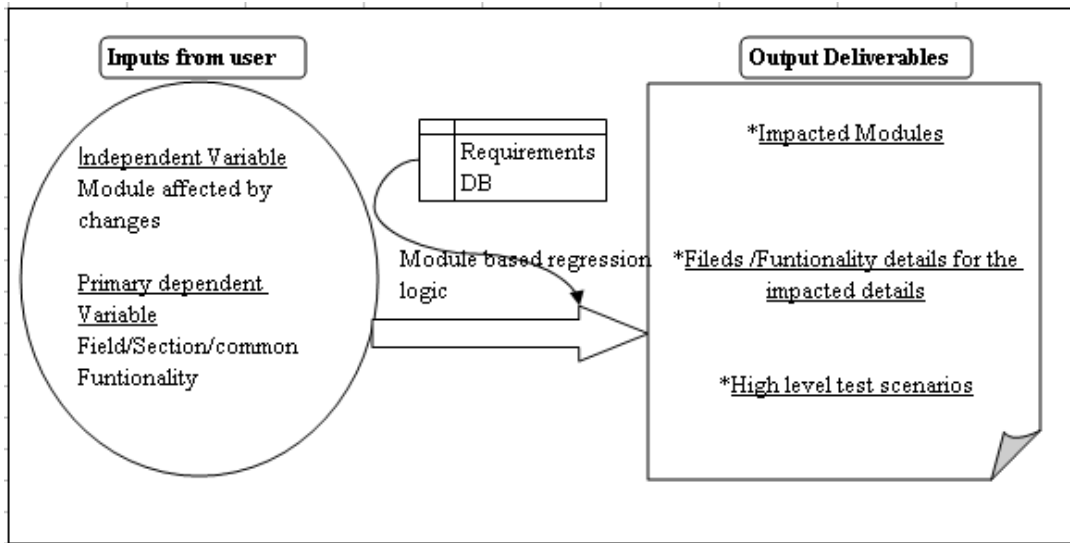 Inputs from user
Independent Variable
Module affected by
changes
Primary dependent
Variable
Field/Section/common
Funtionality
Requirements
DB
Module based regression
logic
Output Deliverables
*Impacted Modules
*Fileds /Funtionality details for the
impacted details
*High level test scenarios